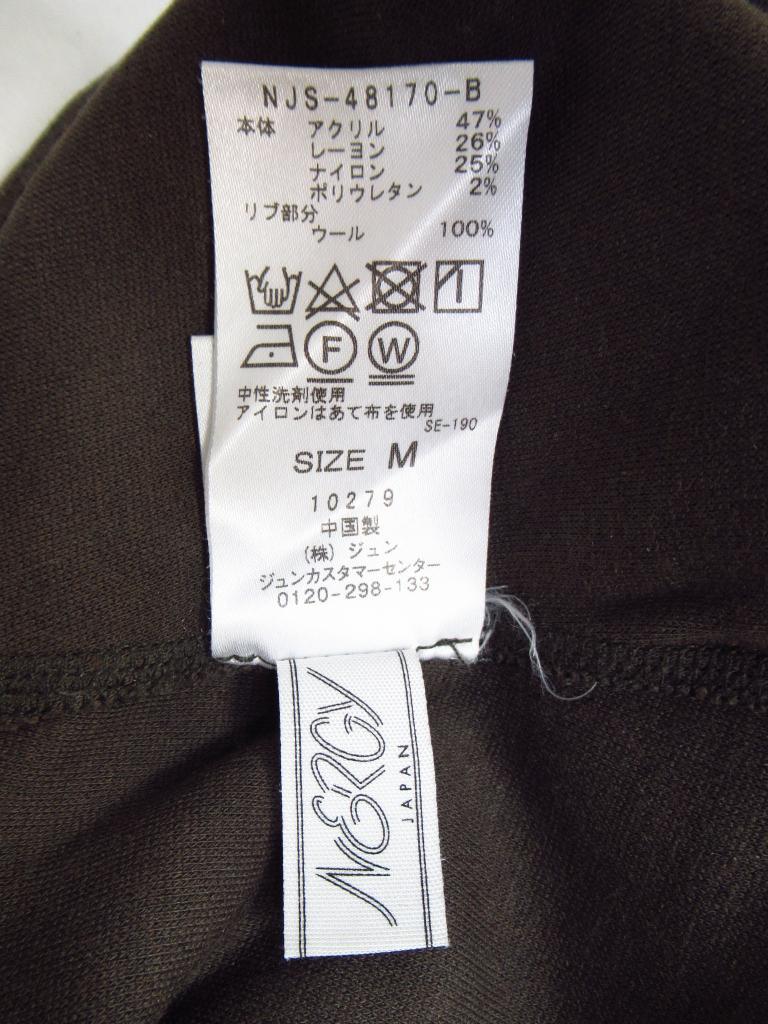 NJS-48170-B
本体 アクリル 47%
レーヨン 26%
ナイロン 25%
ポリウレタン 2%
リブ部分
ウール 100%
F W
中性洗剤使用
アイロンはあて布を使用
SE-190
SIZE M
10279
中国製
(株) ジュン
ジュンカスタマーセンター
0120-298-133
NERGY
JAPAN